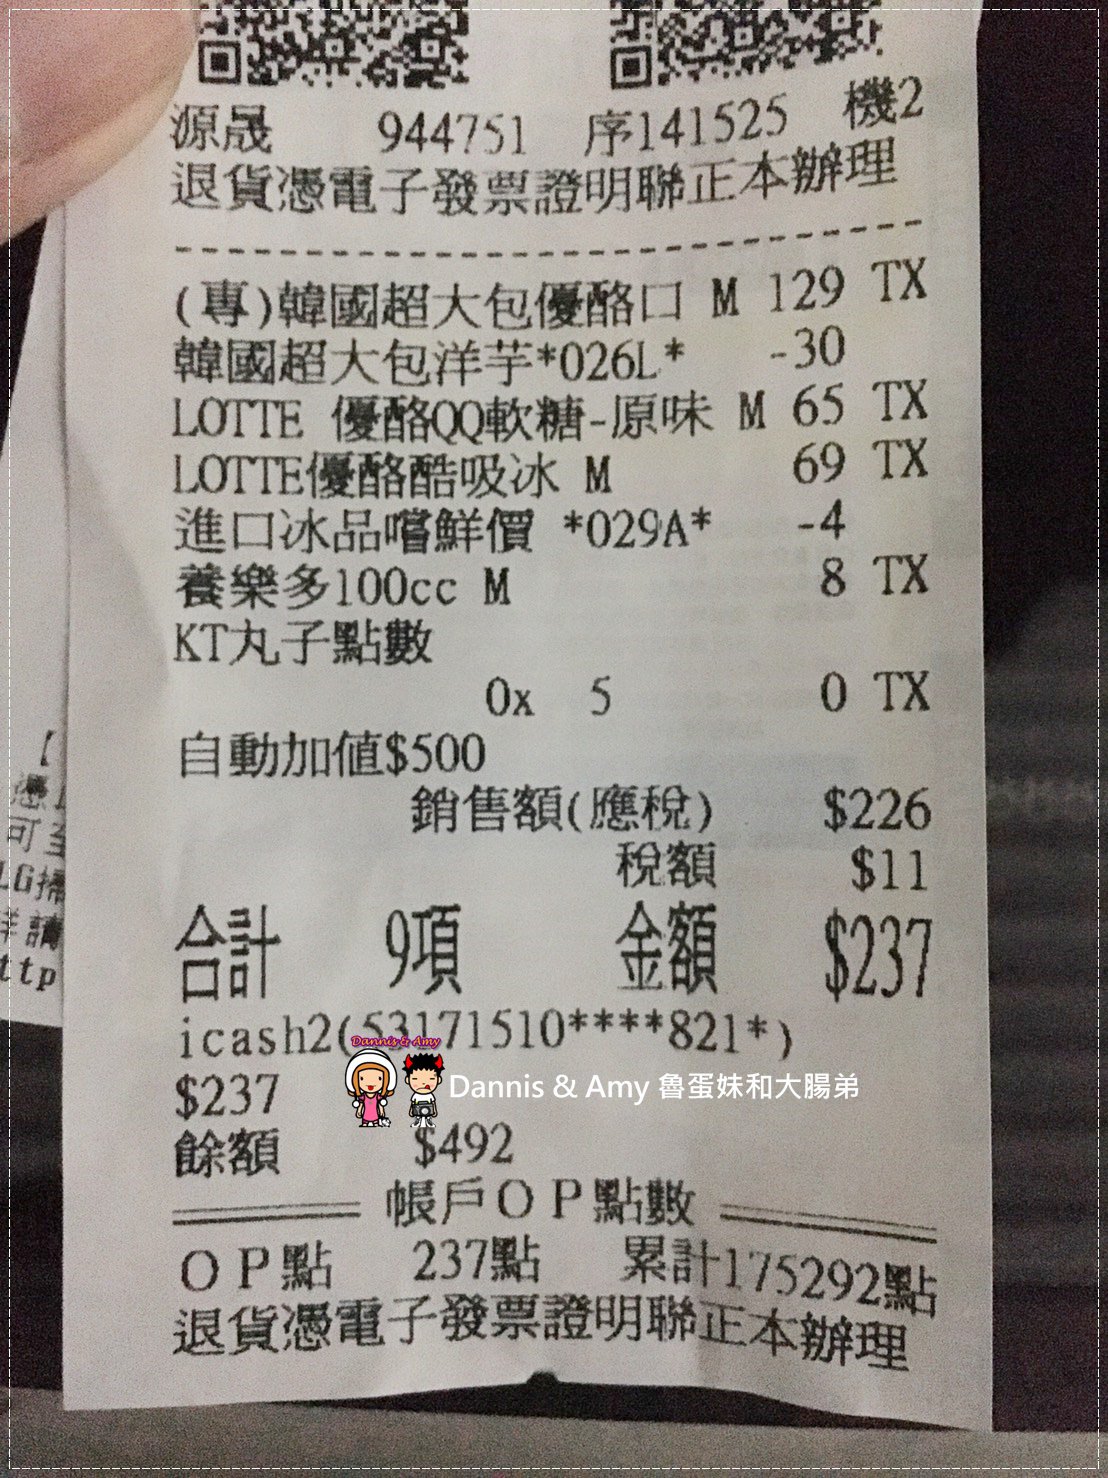 源晟 944751 序141525 機2
退貨憑電子發票證明聯正本辦理
(專)韓國超大包優酪口 M 129 TX
韓國超大包洋芋*026L* -30
LOTTE 優酪QQ軟糖-原味 M 65 TX
LOTTE優酪酷吸冰 M 69 TX
進口冰品嚐鮮價 *029A* -4
養樂多100cc M 8 TX
KT丸子點數
0x 5 0 TX
自動加值$500
銷售額(應稅) $226
稅額 $11
合計 9項 金額 $237
icash2(53171510****821*)
Dannis & Amy
$237
Dannis & Amy 魯蛋妹和大腸弟
餘額 $492
帳戶ＯＰ點數
ＯＰ點 237點 累計175292點
退貨憑電子發票證明聯正本辦理